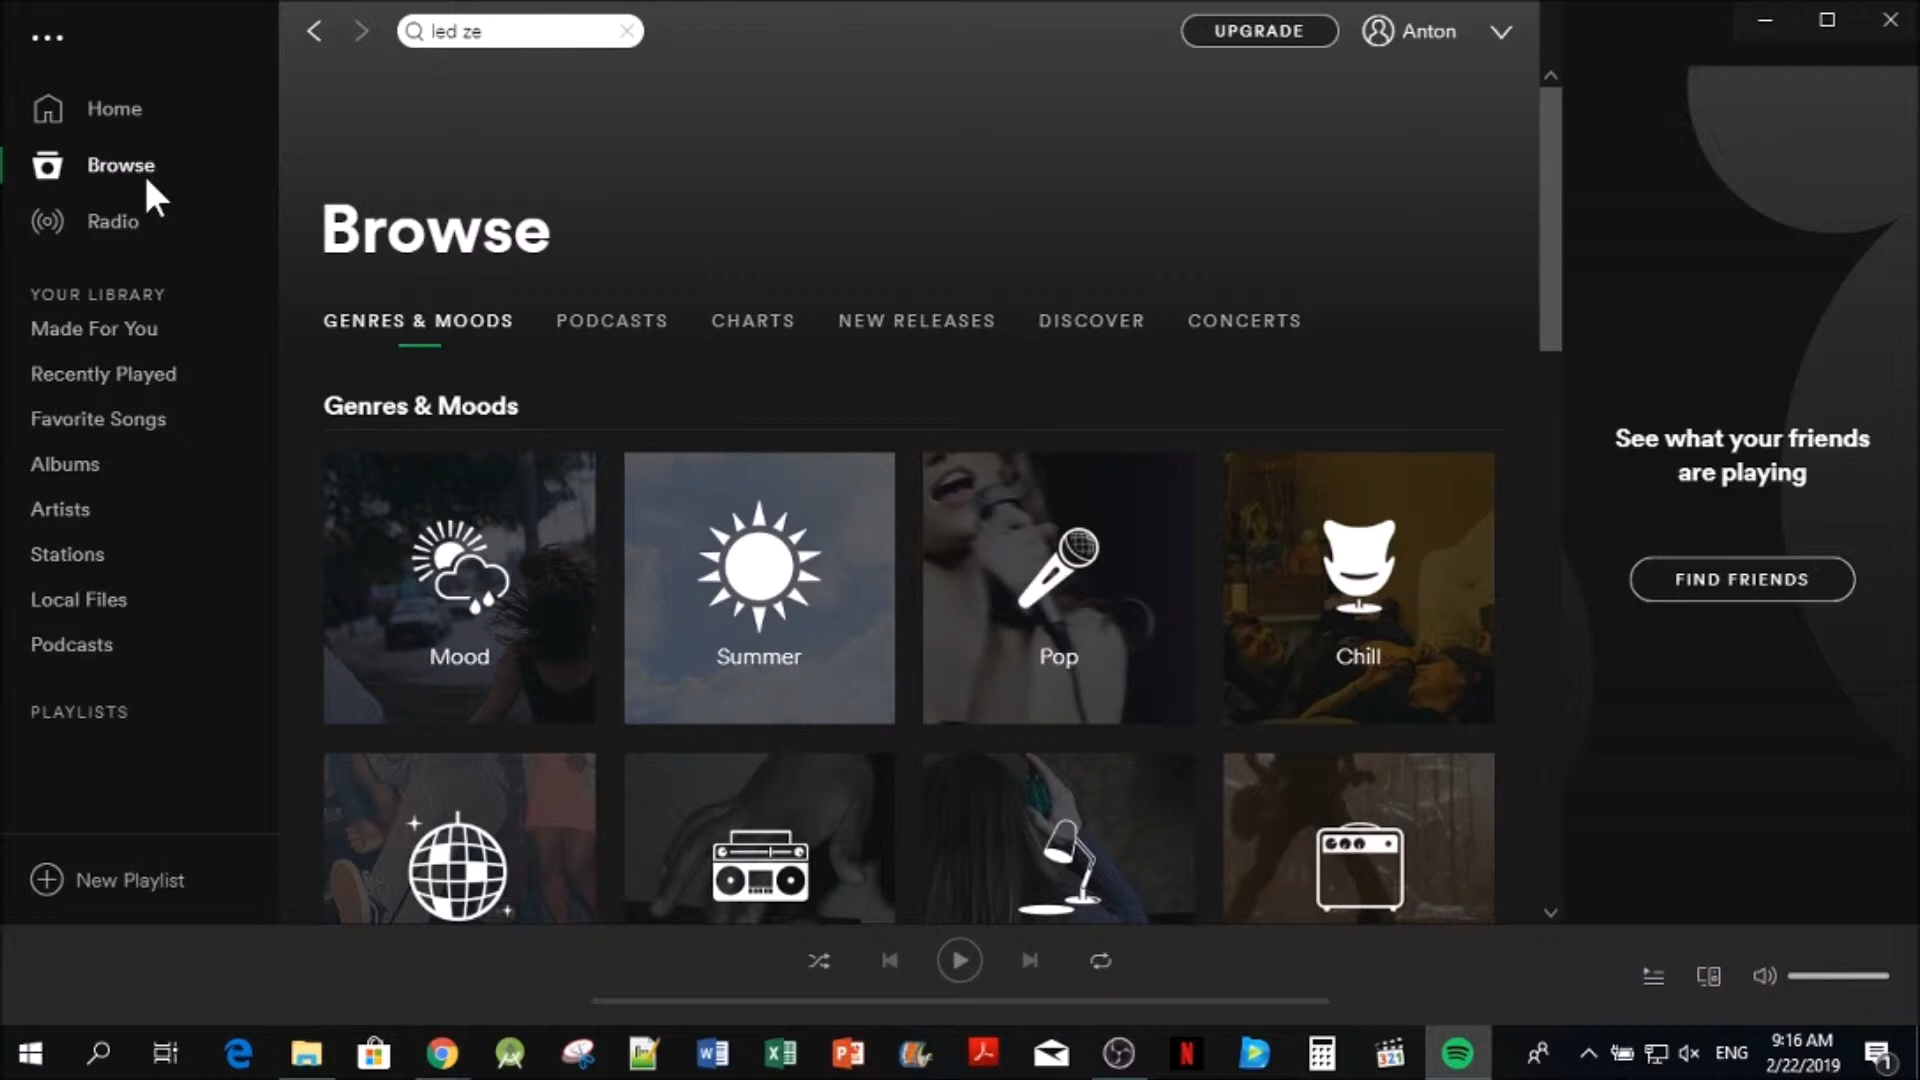 led ze
UPGRADE
Anton
Home
Browse
Radio
YOUR LIBRARY
Made For You
Recently Played
Favorite Songs
Albums
Artists
Stations
Local Files
Podcasts
PLAYLISTS
New Playlist
Browse
GENRES & MOODS PODCASTS CHARTS NEW RELEASES DISCOVER CONCERTS
Genres & Moods
Mood
Summer
Pop
Chill
See what your friends
are playing
FIND FRIENDS
ENG
9:16 AM
2/22/2019
1